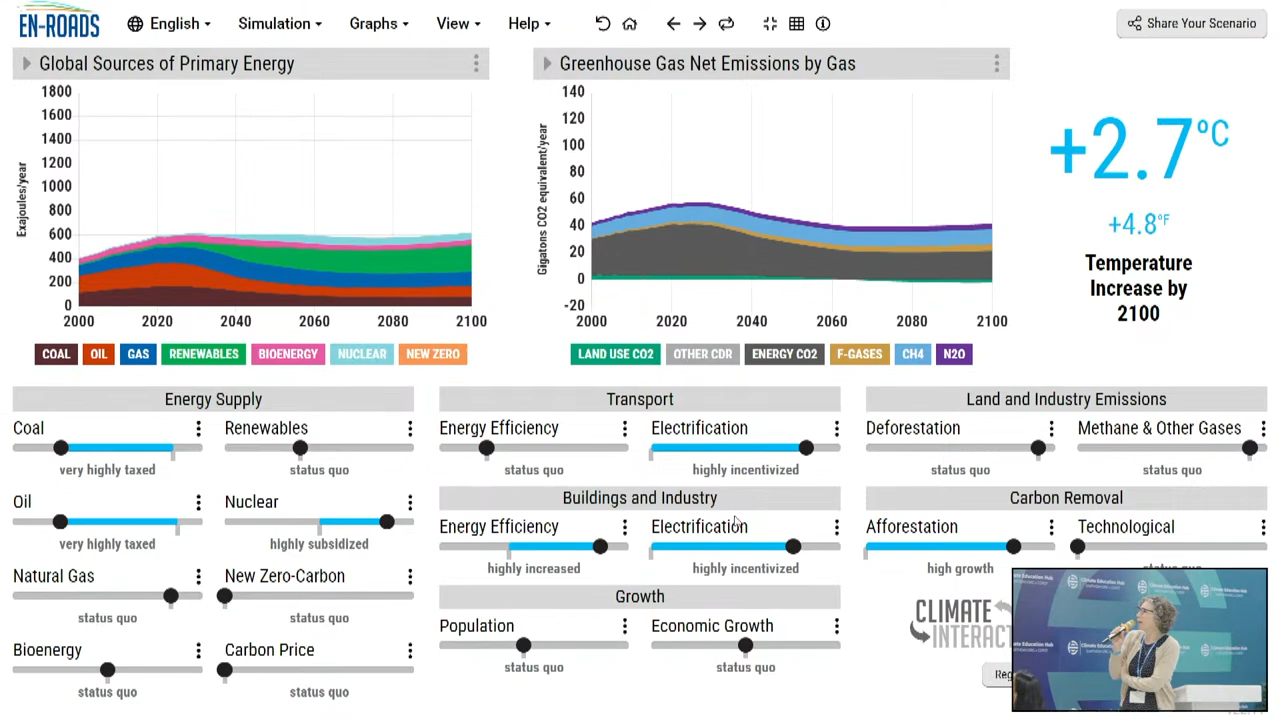 EN-ROADS
English
Simulation
Graphs
View
Help
Share Your Scenario
Global Sources of Primary Energy
Exajoules/year
1800
1600
1400
1200
1000
800
600
400
200
0
2000 2020 2040 2060 2080 2100
COAL OIL GAS RENEWABLES BIOENERGY NUCLEAR NEW ZERO
Greenhouse Gas Net Emissions by Gas
Gigatons CO2 equivalent/year
140
120
100
80
60
40
20
0
-20
2000 2020 2040 2060 2080 2100
LAND USE CO2 OTHER CDR ENERGY CO2 F-GASES CH4 N2O
+2.7°C
+4.8°F
Temperature
Increase by
2100
Energy Supply
Coal
very highly taxed
Renewables
status quo
Oil
very highly taxed
Nuclear
highly subsidized
Natural Gas
status quo
New Zero-Carbon
status quo
Bioenergy
status quo
Carbon Price
status quo
Transport
Energy Efficiency
status quo
Electrification
highly incentivized
Buildings and Industry
Energy Efficiency
highly increased
Electrification
highly incentivized
Growth
Population
status quo
Economic Growth
status quo
Land and Industry Emissions
Deforestation
status quo
Methane & Other Gases
status quo
Carbon Removal
Afforestation
high growth
Technological
status quo
CLIMATE
INTERAC
Reg
Climate Education Hub